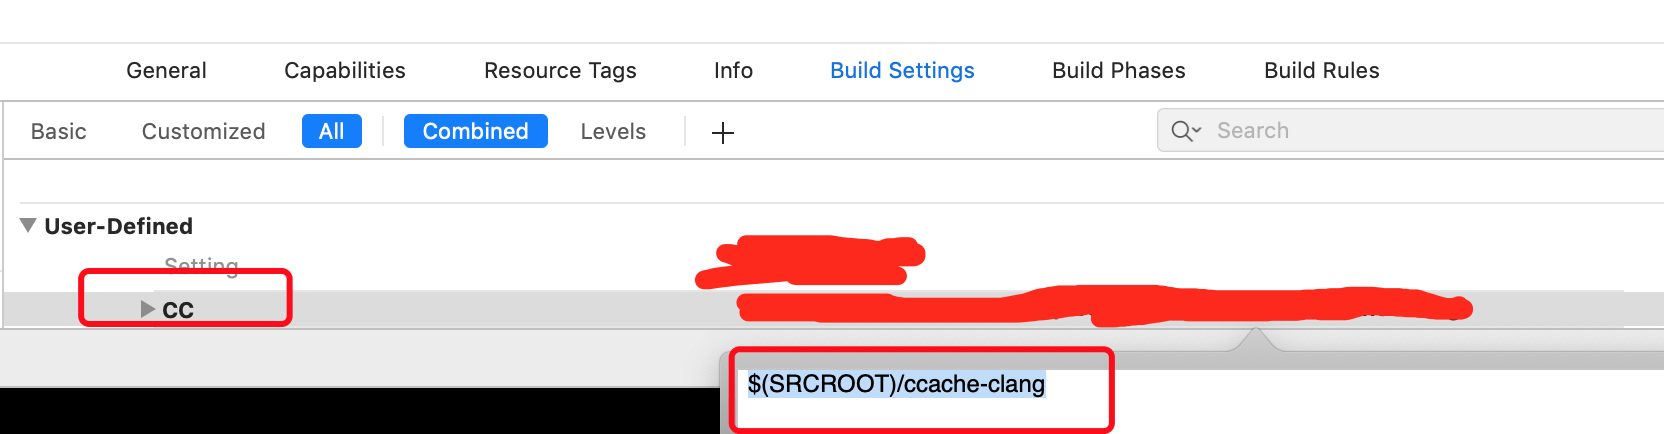 General Capabilities Resource Tags Info Build Settings Build Phases Build Rules
Basic Customized All Combined Levels + Search
User-Defined
Setting
CC
$(SRCROOT)/ccache-clang